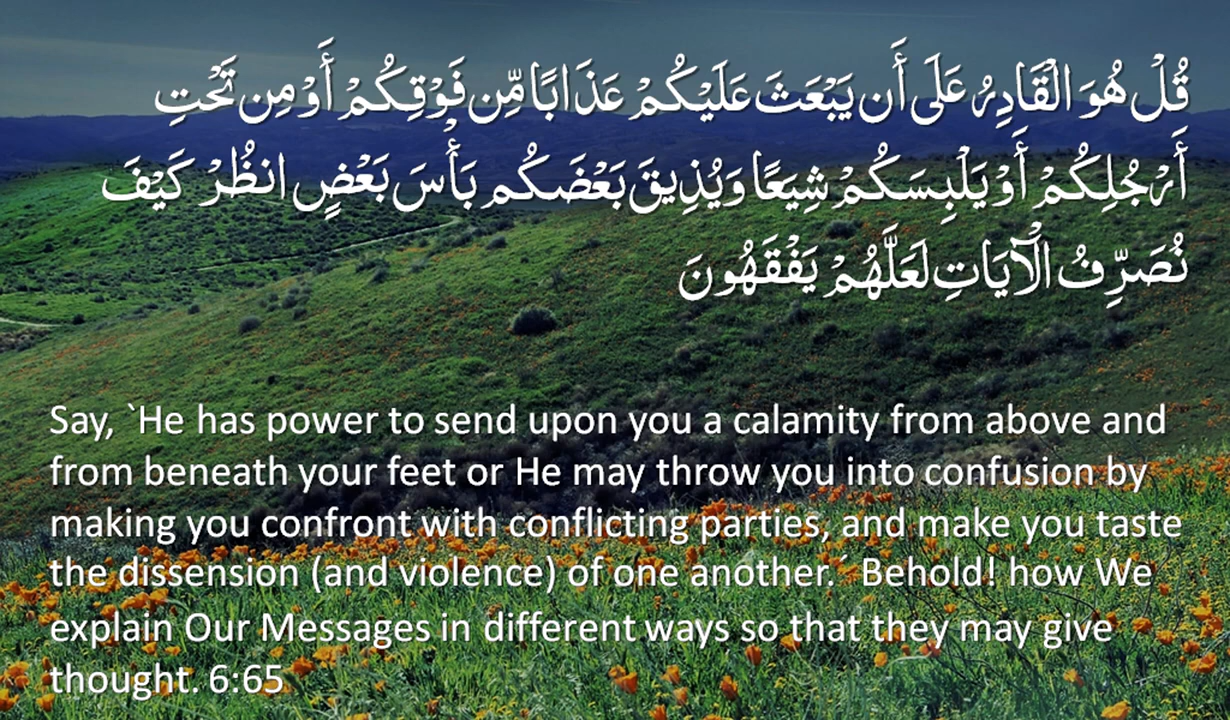 قُلْ هُوَ الْقَادِرُ عَلَى أَن يَبْعَثَ عَلَيْكُمْ عَذَابًا مِّن فَوْقِكُمْ أَوْ مِن تَحْتِ
أَرْجُلِكُمْ أَوْ يَلْبِسَكُمْ شِيَعًا وَيُذِيقَ بَعْضَكُم بَأْسَ بَعْضٍ انظُرْ كَيْفَ
نُصَرِّفُ الْآيَاتِ لَعَلَّهُمْ يَفْقَهُونَ
Say, `He has power to send upon you a calamity from above and
from beneath your feet or He may throw you into confusion by
making you confront with conflicting parties, and make you taste
the dissension (and violence) of one another.´ Behold! how We
explain Our Messages in different ways so that they may give
thought. 6:65